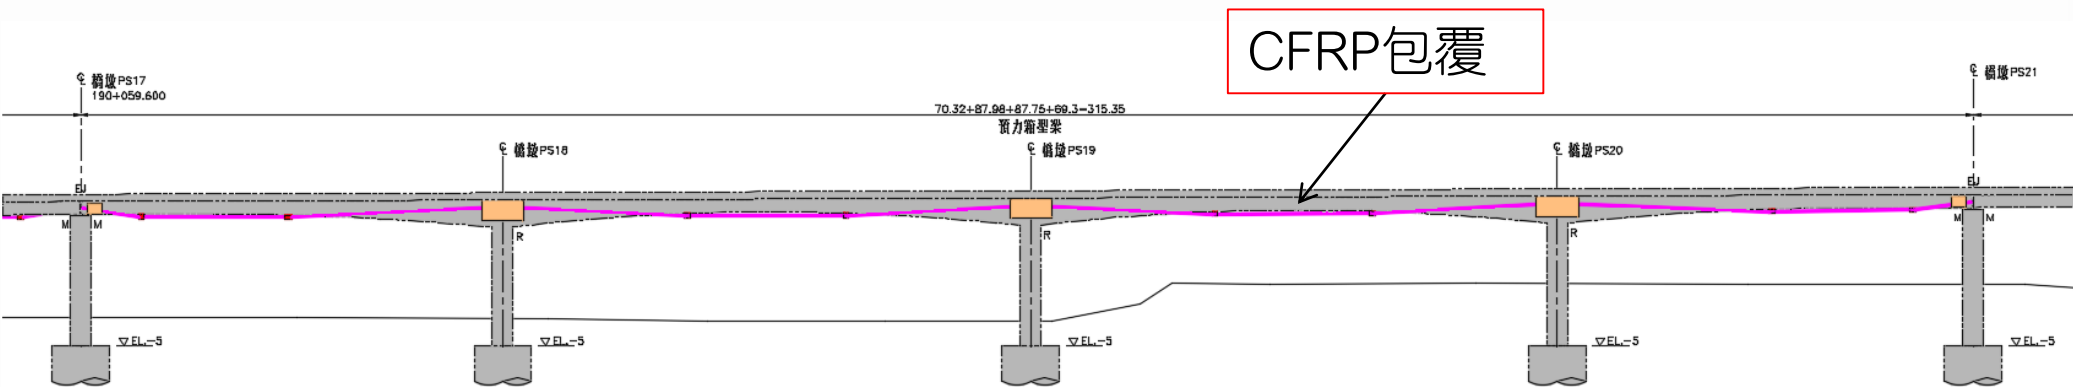 CFRP包覆
℄ 橋墩PS17
190+059.600
℄ 橋墩PS21
70.32+87.98+87.75+69.3=315.35
預力箱型梁
℄ 橋墩PS18
℄ 橋墩PS19
℄ 橋墩PS20
EJ
EJ
M M
R
R
R
M M
▽EL.-5
▽EL.-5
▽EL.-5
▽EL.-5
▽EL.-5